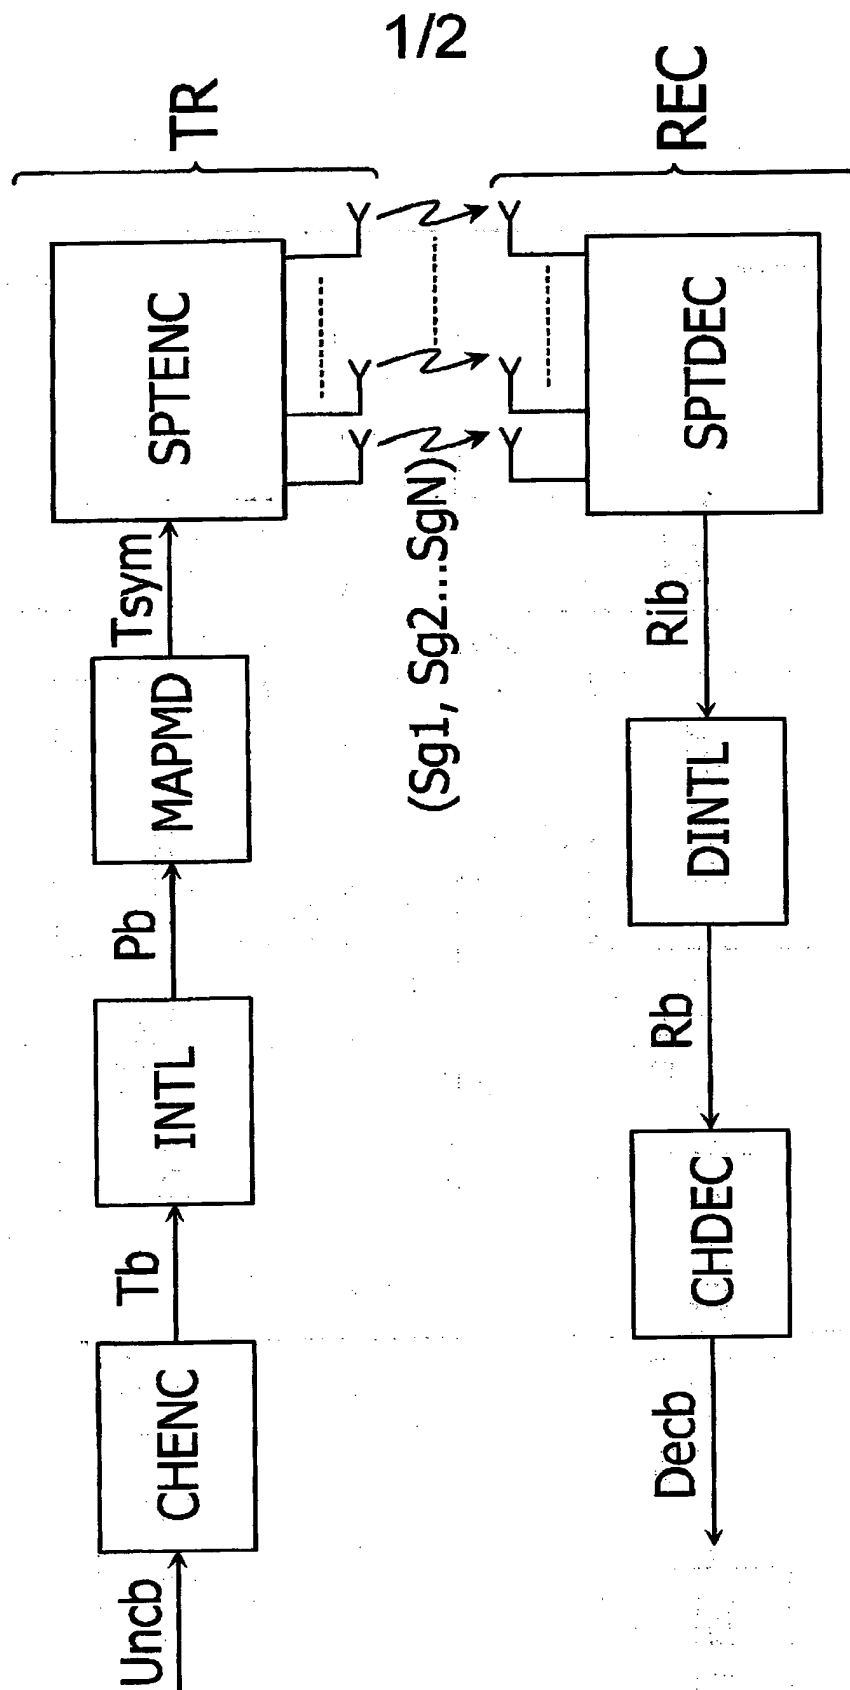 1/2
TR
Uncb
CHENC
Tb
INTL
Pb
MAPMD
Tsym
SPTENC
(Sg1, Sg2...SgN)
REC
SPTDEC
Rib
DINTL
Rb
CHDEC
Decb